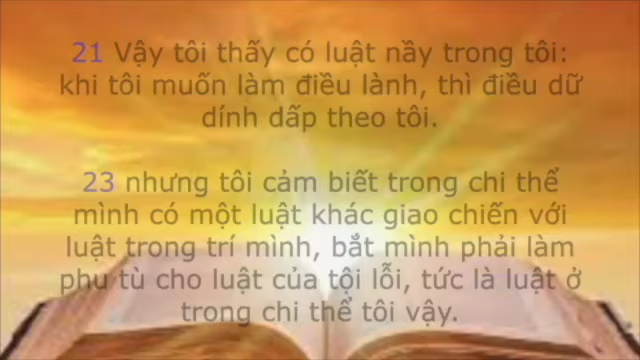 21 Vậy tôi thấy có luật nầy trong tôi:
khi tôi muốn làm điều lành, thì điều dữ
dính dấp theo tôi.
23 nhưng tôi cảm biết trong chi thể
mình có một luật khác giao chiến với
luật trong trí mình, bắt mình phải làm
phu tù cho luật của tội lỗi, tức là luật ở
trong chi thể tôi vậy.